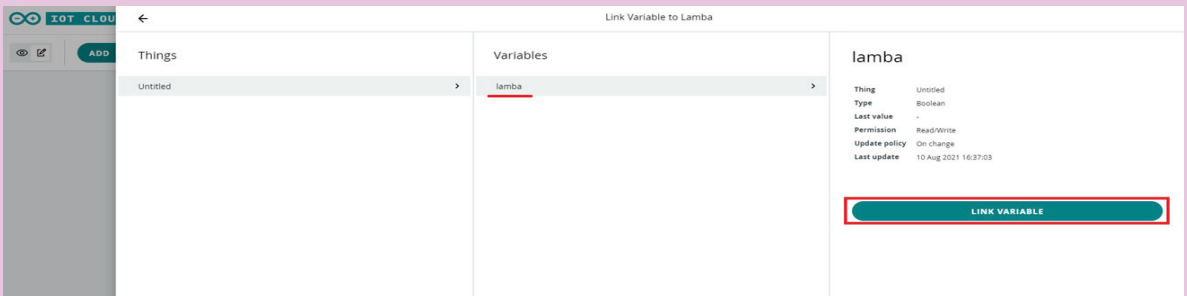 IOT CLOU
Link Variable to Lamba
ADD
Things
Untitled
Variables
lamba
lamba
Thing Untitled
Type Boolean
Last value -
Permission Read/Write
Update policy On change
Last update 10 Aug 2021 16:37:03
LINK VARIABLE